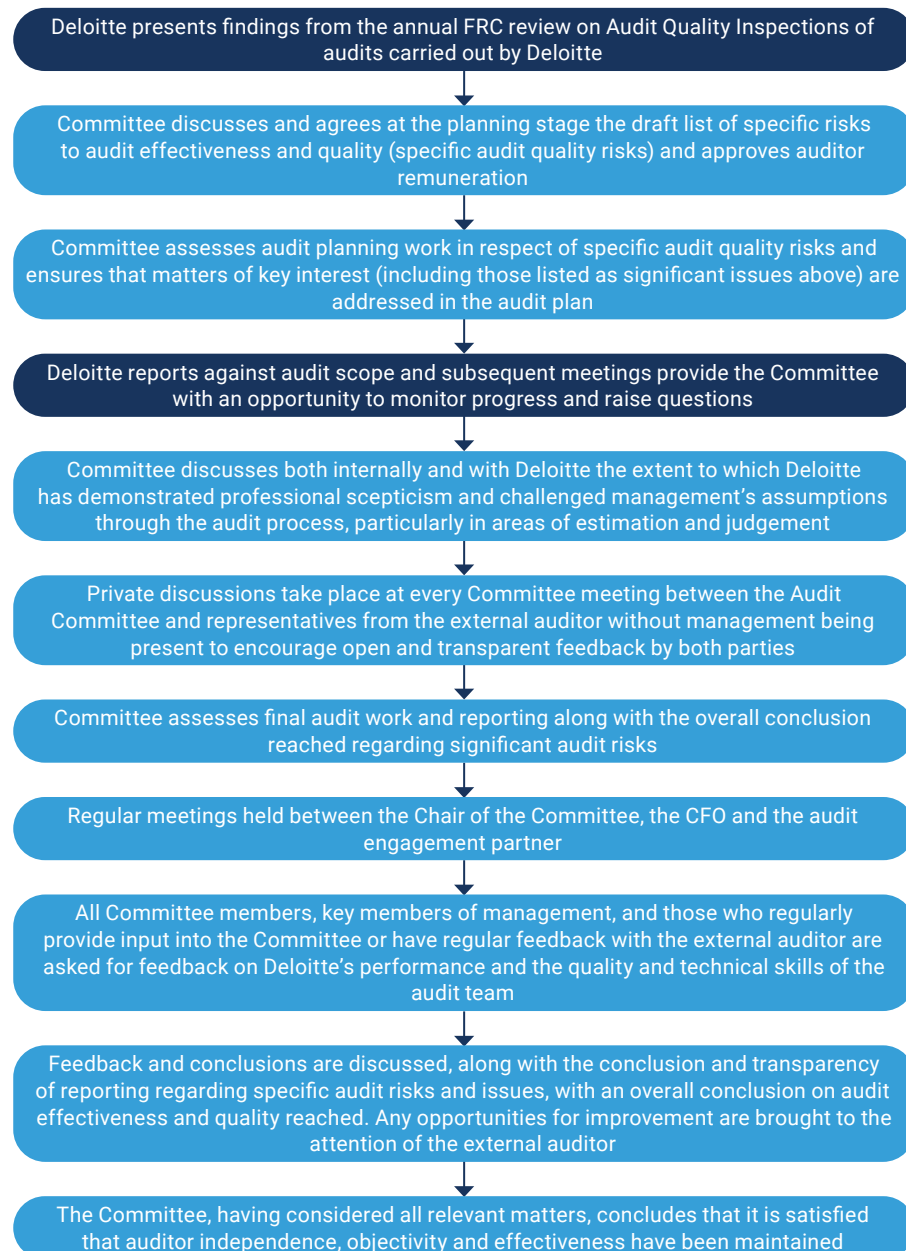 Deloitte presents findings from the annual FRC review on Audit Quality Inspections of
audits carried out by Deloitte
Committee discusses and agrees at the planning stage the draft list of specific risks
to audit effectiveness and quality (specific audit quality risks) and approves auditor
remuneration
Committee assesses audit planning work in respect of specific audit quality risks and
ensures that matters of key interest (including those listed as significant issues above) are
addressed in the audit plan
Deloitte reports against audit scope and subsequent meetings provide the Committee
with an opportunity to monitor progress and raise questions
Committee discusses both internally and with Deloitte the extent to which Deloitte
has demonstrated professional scepticism and challenged management’s assumptions
through the audit process, particularly in areas of estimation and judgement
Private discussions take place at every Committee meeting between the Audit
Committee and representatives from the external auditor without management being
present to encourage open and transparent feedback by both parties
Committee assesses final audit work and reporting along with the overall conclusion
reached regarding significant audit risks
Regular meetings held between the Chair of the Committee, the CFO and the audit
engagement partner
All Committee members, key members of management, and those who regularly
provide input into the Committee or have regular feedback with the external auditor are
asked for feedback on Deloitte’s performance and the quality and technical skills of the
audit team
Feedback and conclusions are discussed, along with the conclusion and transparency
of reporting regarding specific audit risks and issues, with an overall conclusion on audit
effectiveness and quality reached. Any opportunities for improvement are brought to the
attention of the external auditor
The Committee, having considered all relevant matters, concludes that it is satisfied
that auditor independence, objectivity and effectiveness have been maintained